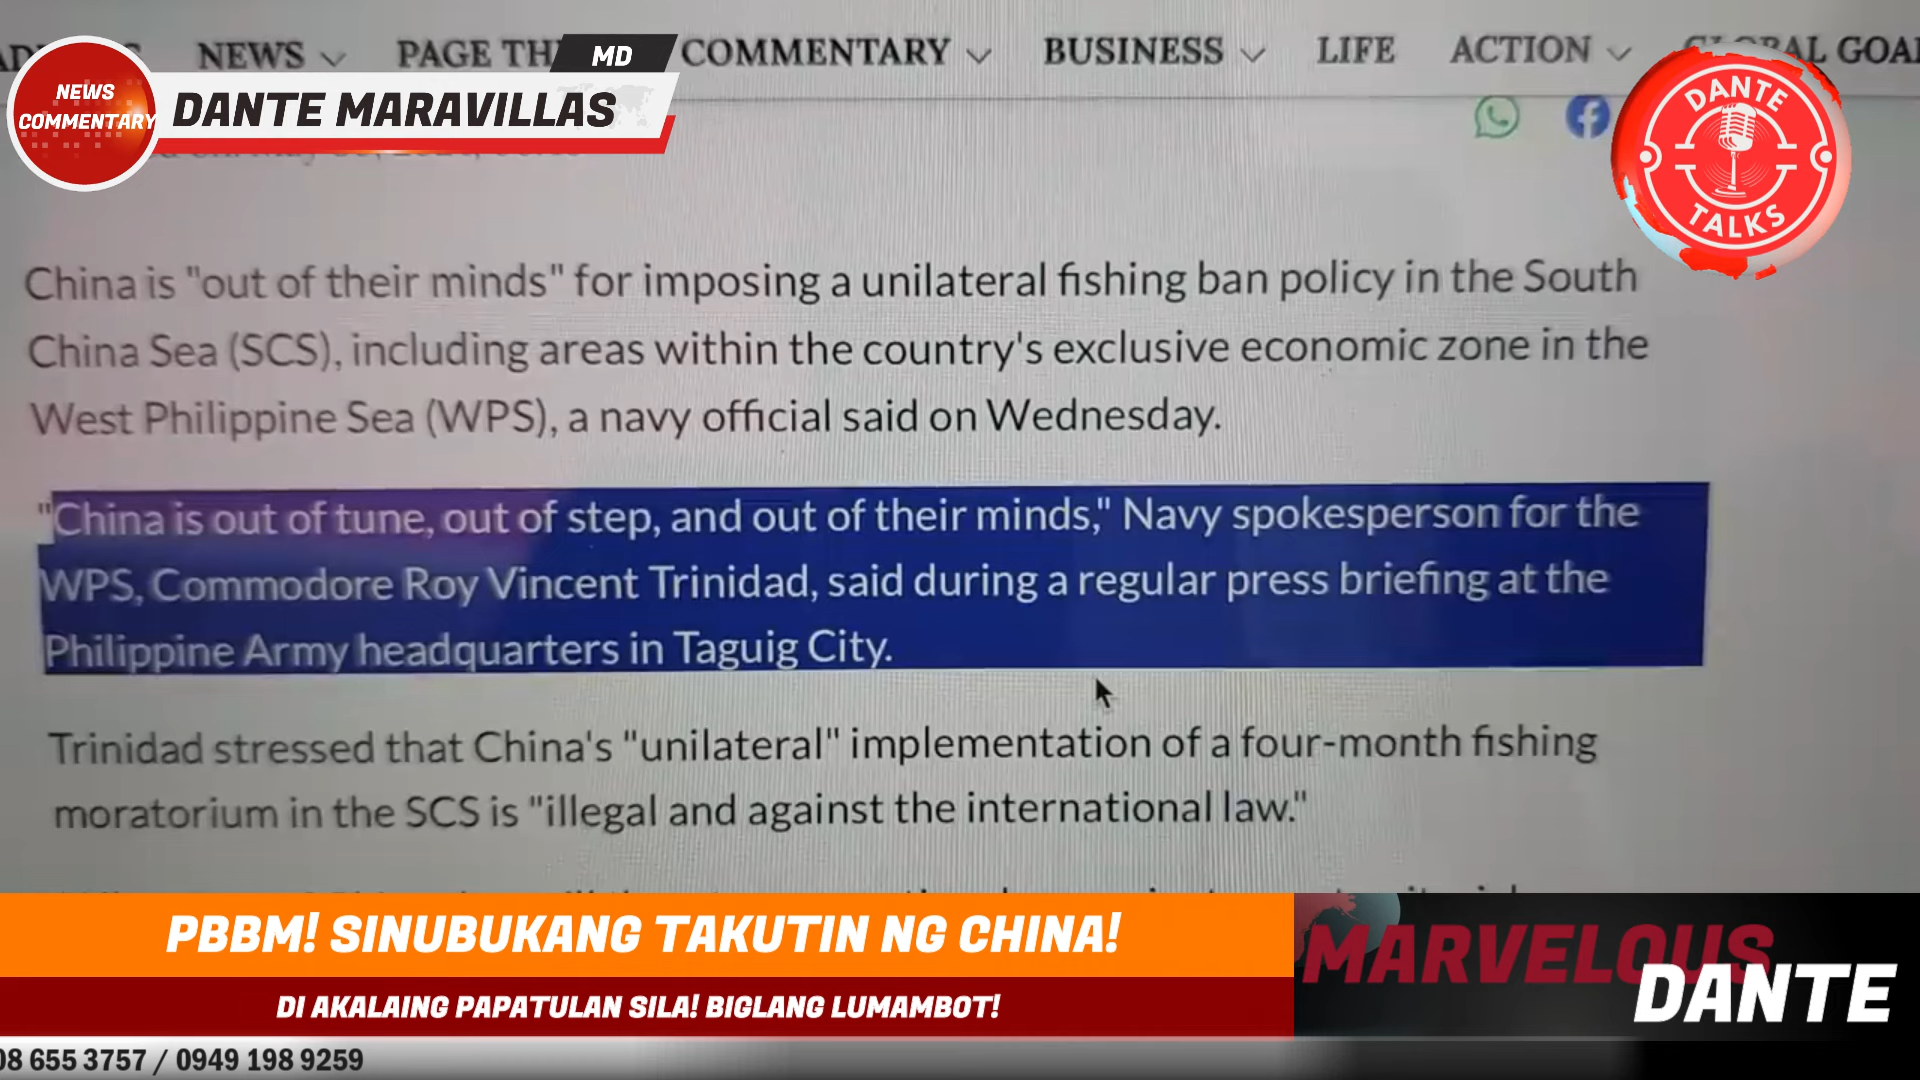 NEWS
PAGE
COMMENTARY
BUSINESS
LIFE
ACTION
MD
NEWS
COMMENTARY
DANTE MARAVILLAS
DANTE
TALKS
China is "out of their minds" for imposing a unilateral fishing ban policy in the South
China Sea (SCS), including areas within the country's exclusive economic zone in the
West Philippine Sea (WPS), a navy official said on Wednesday.
"China is out of tune, out of step, and out of their minds," Navy spokesperson for the
WPS, Commodore Roy Vincent Trinidad, said during a regular press briefing at the
Philippine Army headquarters in Taguig City.
Trinidad stressed that China's "unilateral" implementation of a four-month fishing
moratorium in the SCS is "illegal and against the international law."
PBBM! SINUBUKANG TAKUTIN NG CHINA!
DI AKALAING PAPATULAN SILA! BIGLANG LUMAMBOT!
MARVELOUS
DANTE
08 655 3757 / 0949 198 9259